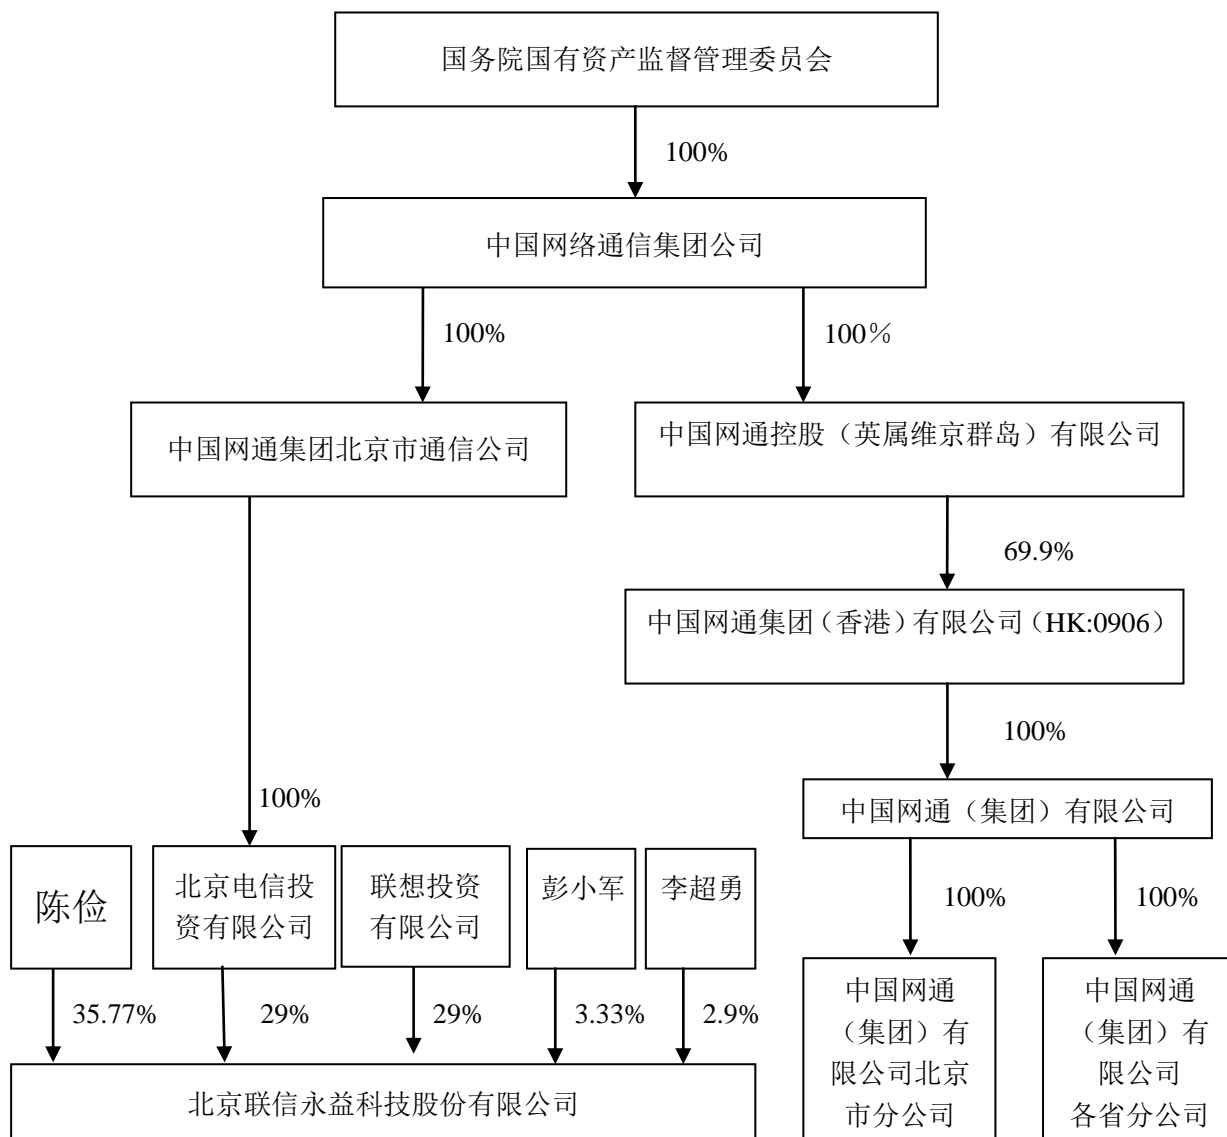 国务院国有资产监督管理委员会
100%
中国网络通信集团公司
100%
100％
中国网通集团北京市通信公司
中国网通控股（英属维京群岛）有限公司
69.9%
中国网通集团（香港）有限公司（HK:0906）
100%
100%
中国网通（集团）有限公司
陈俭
北京电信投
资有限公司
联想投资
有限公司
彭小军
李超勇
100%
100%
35.77%
29%
29%
3.33%
2.9%
中国网通
（集团）有
限公司北京
市分公司
中国网通
（集团）有
限公司
各省分公司
北京联信永益科技股份有限公司